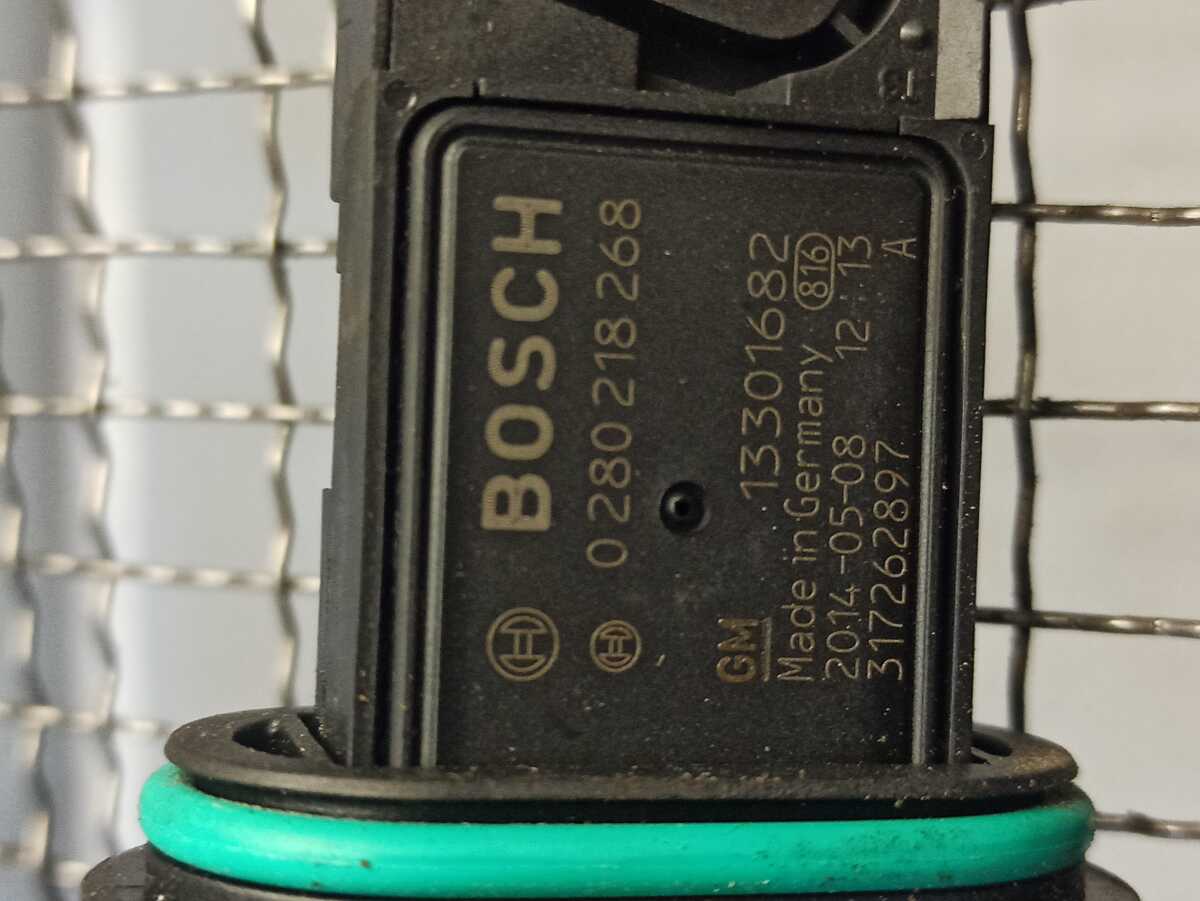 BOSCH
0 280 218 268
GM 13301682
Made in Germany 816
2014-05-08 12 13
317262897 A